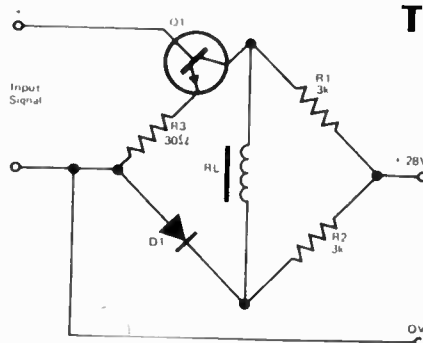 T
+
Q1
Input
Signal
R1
3k
R3
30Ω
RL
+ 28V
D1
R2
3k
0V